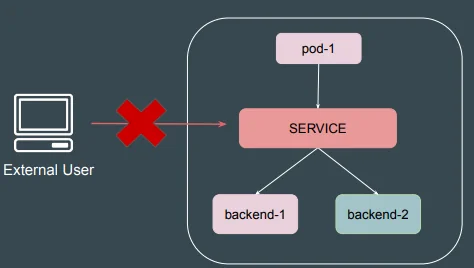 pod-1
SERVICE
External User
backend-1
backend-2